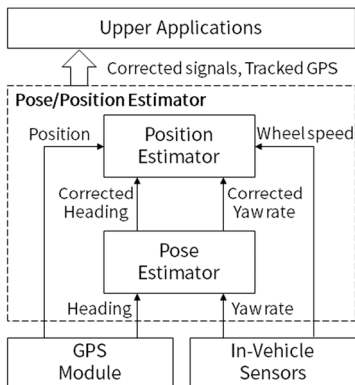 Upper Applications
Corrected signals, Tracked GPS
Pose/Position Estimator
Position
Position
Estimator
Wheel speed
Corrected
Heading
Corrected
Yaw rate
Pose
Estimator
Heading
Yaw rate
GPS
Module
In-Vehicle
Sensors